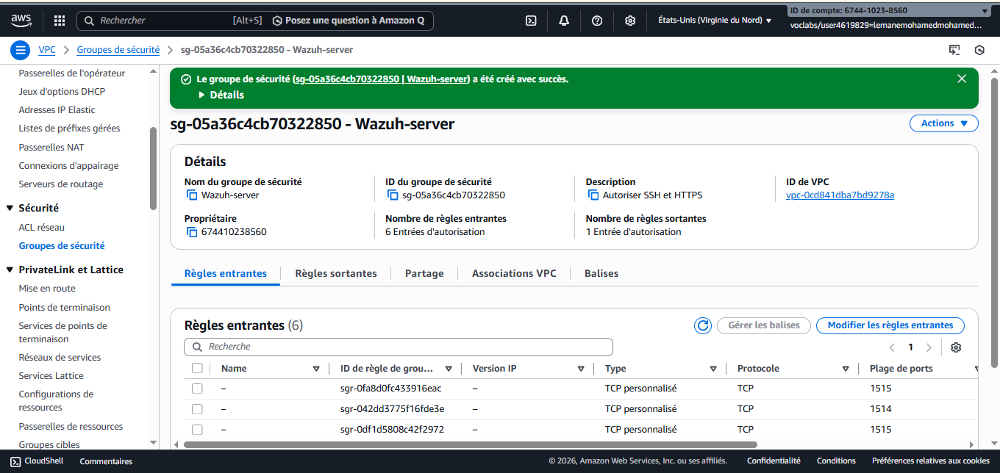 aws
Rechercher [Alt+S] Posez une question à Amazon Q
États-Unis (Virginie du Nord)
ID de compte: 6744-1023-8560
voclabs/user4619829=lemanemohamedmohamed...
VPC > Groupes de sécurité > sg-05a36c4cb70322850 - Wazuh-server
Passerelles de l'opérateur
Jeux d'options DHCP
Adresses IP Elastic
Listes de préfixes gérées
Passerelles NAT
Connexions d'appairage
Serveurs de routage
Sécurité
ACL réseau
Groupes de sécurité
PrivateLink et Lattice
Mise en route
Points de terminaison
Services de points de
terminaison
Réseaux de services
Services Lattice
Configurations de
ressources
Passerelles de ressources
Groupes cibles
Le groupe de sécurité (sg-05a36c4cb70322850 | Wazuh-server) a été créé avec succès.
Détails
sg-05a36c4cb70322850 - Wazuh-server
Actions
Détails
Nom du groupe de sécurité
Wazuh-server
ID du groupe de sécurité
sg-05a36c4cb70322850
Description
Autoriser SSH et HTTPS
ID de VPC
vpc-0cd841dba7bd9278a
Propriétaire
674410238560
Nombre de règles entrantes
6 Entrées d'autorisation
Nombre de règles sortantes
1 Entrée d'autorisation
Règles entrantes Règles sortantes Partage Associations VPC Balises
Règles entrantes (6)
Gérer les balises
Modifier les règles entrantes
Recherche
1
Name ID de règle de grou... Version IP Type Protocole Plage de ports
– sgr-0fa8d0fc433916eac – TCP personnalisé TCP 1515
– sgr-042dd3775f16fde3e – TCP personnalisé TCP 1514
– sgr-0df1d5808c42f2972 – TCP personnalisé TCP 1515
CloudShell Commentaires © 2026, Amazon Web Services, Inc. ou ses affiliés. Confidentialité Conditions Préférences relatives aux cookies